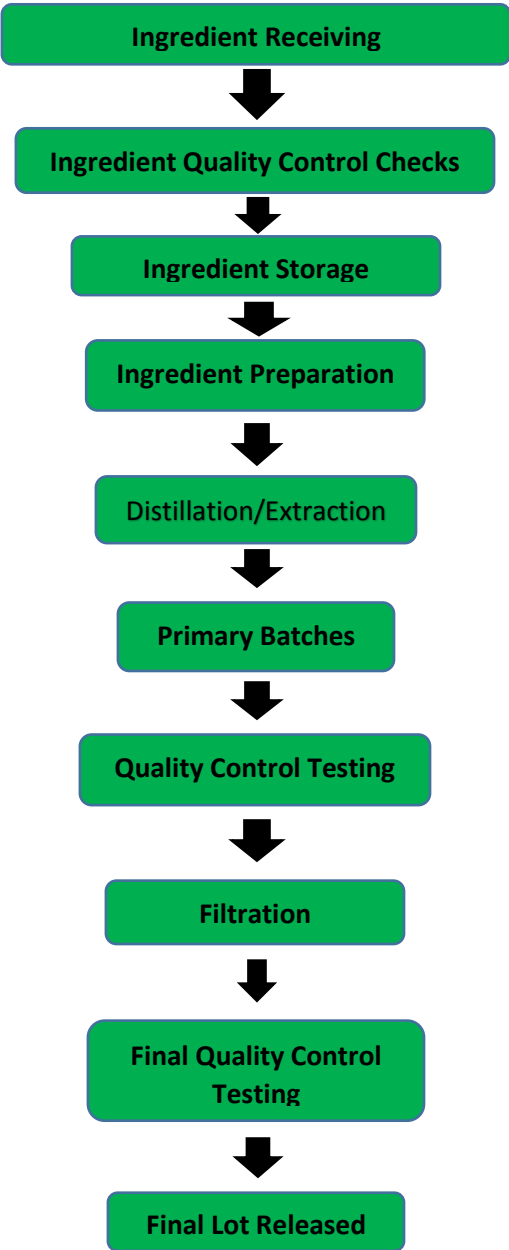 Ingredient Receiving
Ingredient Quality Control Checks
Ingredient Storage
Ingredient Preparation
Distillation/Extraction
Primary Batches
Quality Control Testing
Filtration
Final Quality Control
Testing
Final Lot Released